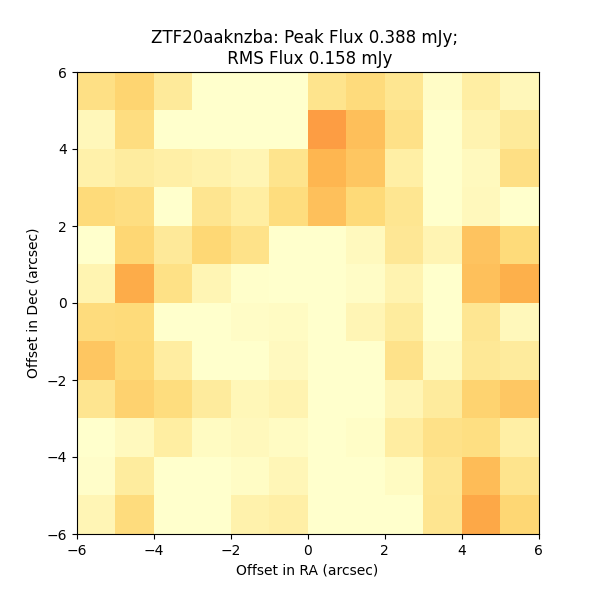 ZTF20aaknzba: Peak Flux 0.388 mJy;
RMS Flux 0.158 mJy
6
4
2
0
−2
−4
−6
Offset in Dec (arcsec)
−6 −4 −2 0 2 4 6
Offset in RA (arcsec)